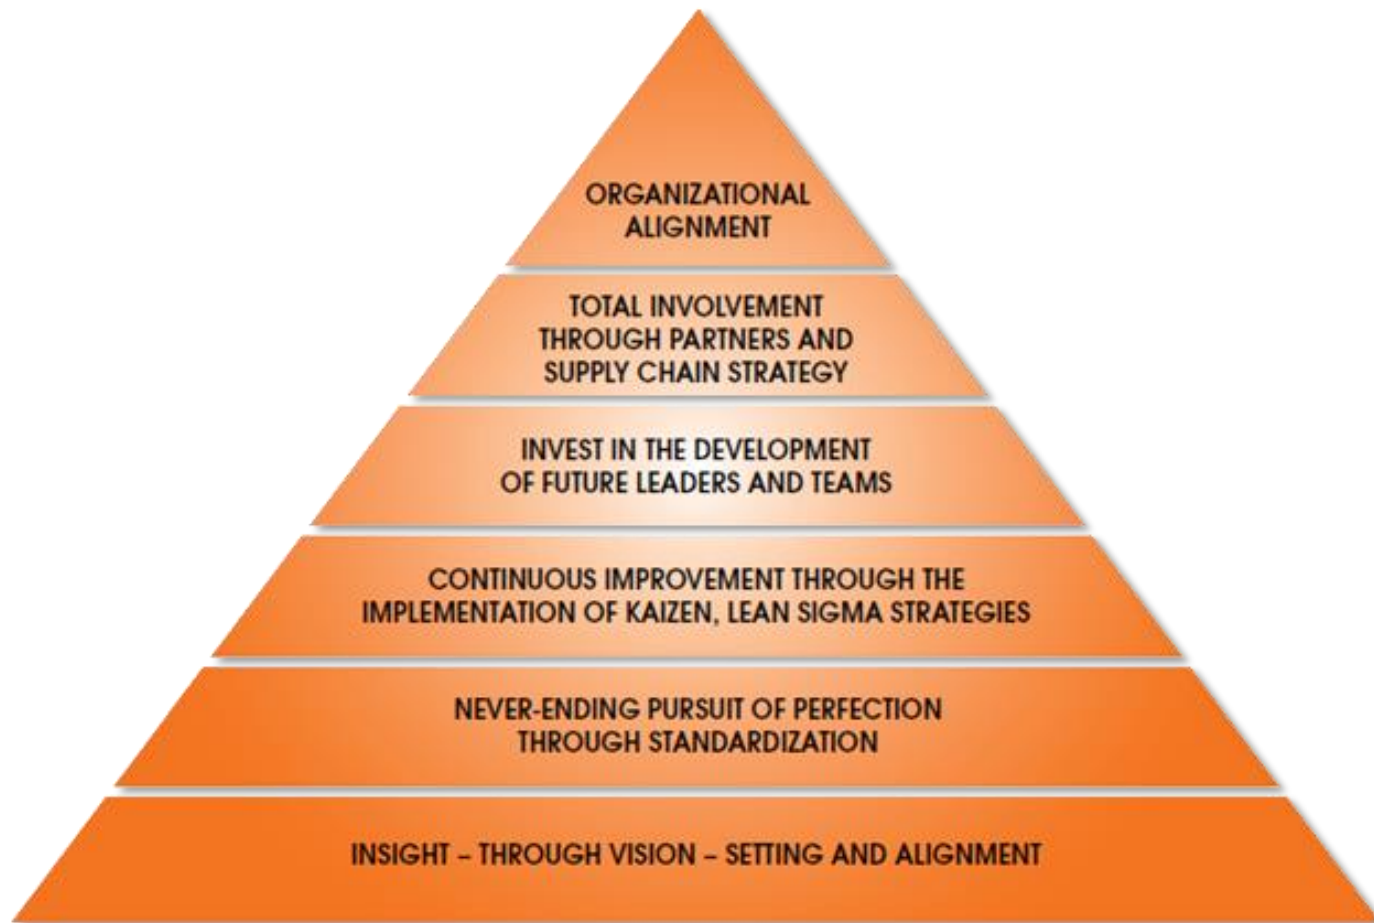 ORGANIZATIONAL
ALIGNMENT
TOTAL INVOLVEMENT
THROUGH PARTNERS AND
SUPPLY CHAIN STRATEGY
INVEST IN THE DEVELOPMENT
OF FUTURE LEADERS AND TEAMS
CONTINUOUS IMPROVEMENT THROUGH THE
IMPLEMENTATION OF KAIZEN, LEAN SIGMA STRATEGIES
NEVER-ENDING PURSUIT OF PERFECTION
THROUGH STANDARDIZATION
INSIGHT – THROUGH VISION – SETTING AND ALIGNMENT